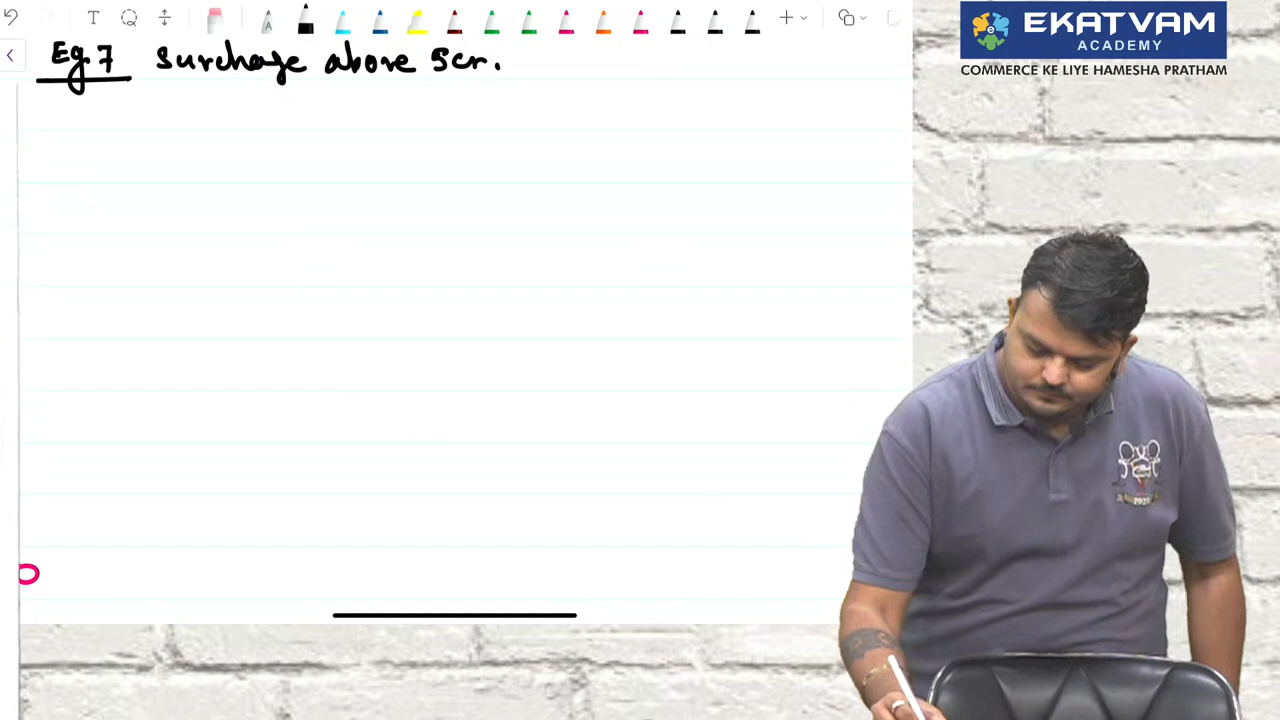 EKATVAM
ACADEMY
COMMERCE KE LIYE HAMESHA PRATHAM
Eg.7 Surcharge above 5cr.
T
A